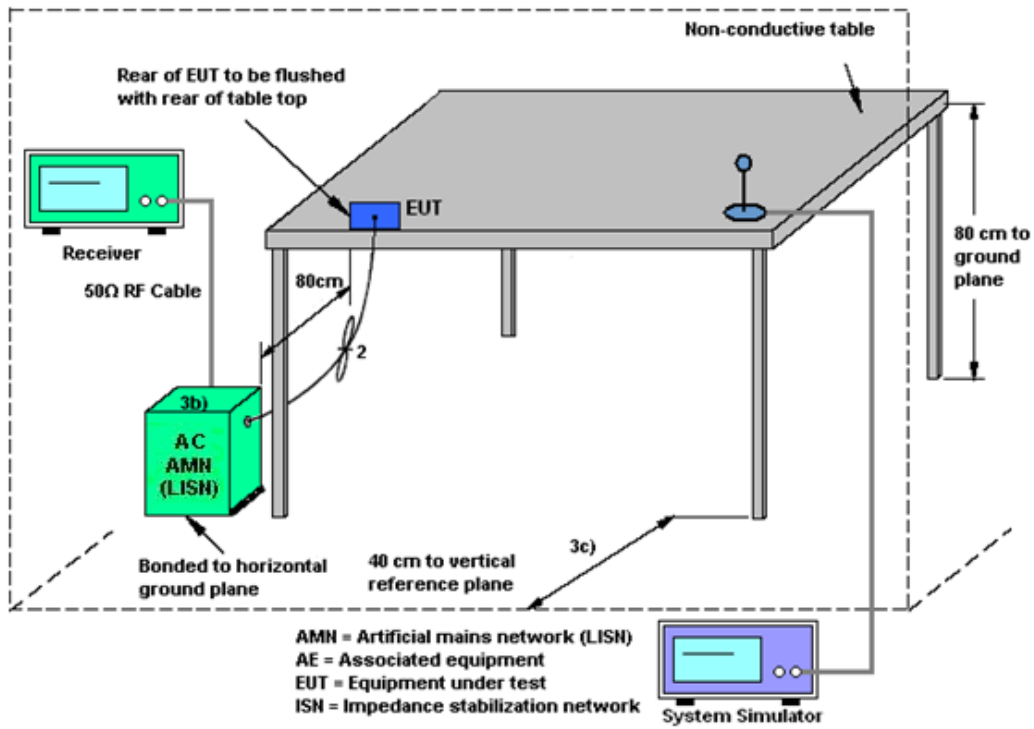 Non-conductive table
Rear of EUT to be flushed
with rear of table top
EUT
Receiver
80 cm to
ground
plane
80cm
50Ω RF Cable
2
3b)
AC
AMN
(LISN)
3c)
Bonded to horizontal
ground plane
40 cm to vertical
reference plane
AMN = Artificial mains network (LISN)
AE = Associated equipment
EUT = Equipment under test
ISN = Impedance stabilization network
System Simulator